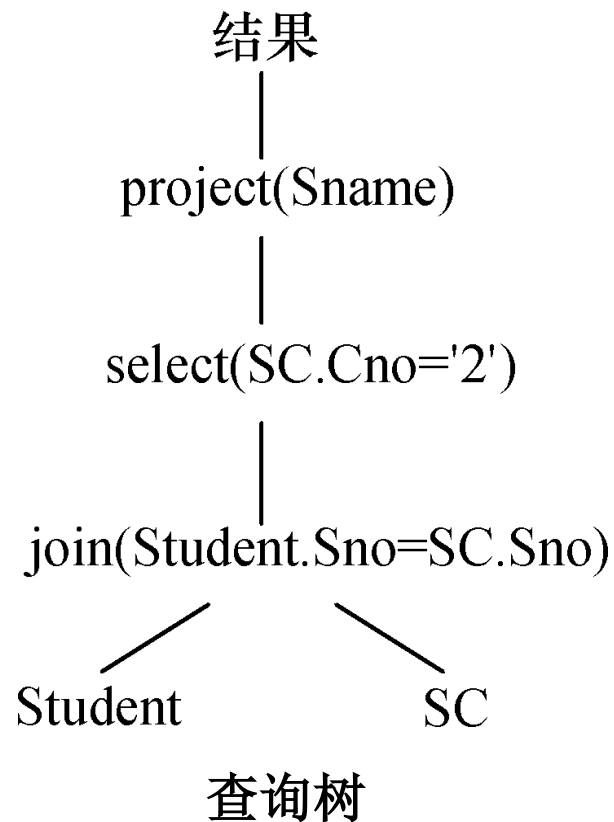 结果
project(Sname)
select(SC.Cno='2')
join(Student.Sno=SC.Sno)
Student SC
查询树